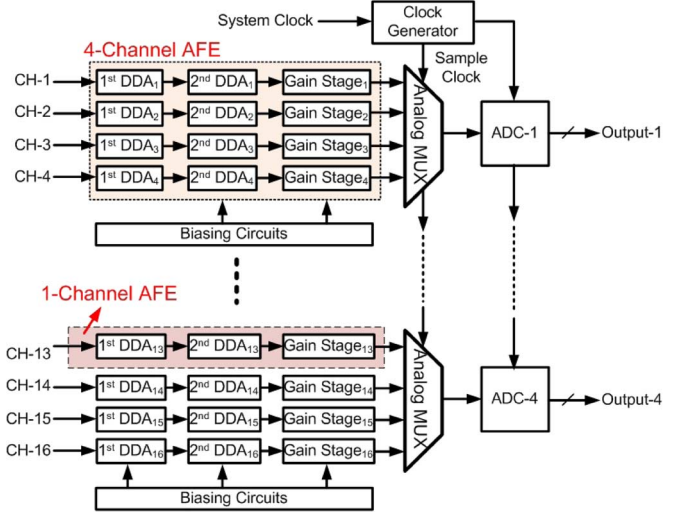 System Clock
Clock Generator
4-Channel AFE
Sample Clock
CH-1 1st DDA1 2nd DDA1 Gain Stage1
CH-2 1st DDA2 2nd DDA2 Gain Stage2
CH-3 1st DDA3 2nd DDA3 Gain Stage3
CH-4 1st DDA4 2nd DDA4 Gain Stage4
Analog MUX
ADC-1
Output-1
Biasing Circuits
1-Channel AFE
CH-13 1st DDA13 2nd DDA13 Gain Stage13
CH-14 1st DDA14 2nd DDA14 Gain Stage14
CH-15 1st DDA15 2nd DDA15 Gain Stage15
CH-16 1st DDA16 2nd DDA16 Gain Stage16
Analog MUX
ADC-4
Output-4
Biasing Circuits